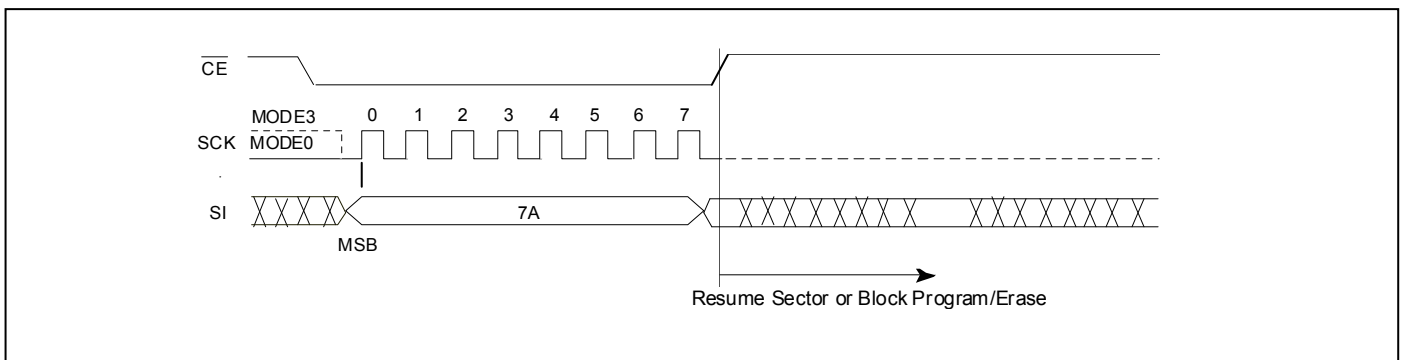 CE
MODE3 0 1 2 3 4 5 6 7
SCK MODE0
SI 7A
MSB
Resume Sector or Block Program/Erase